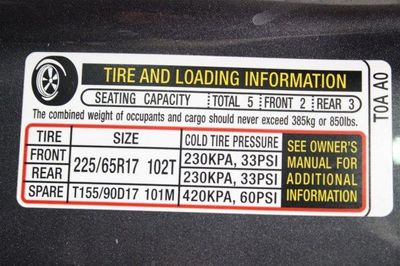 TIRE AND LOADING INFORMATION
SEATING CAPACITY TOTAL 5 FRONT 2 REAR 3
The combined weight of occupants and cargo should never exceed 385kg or 850lbs.
TIRE SIZE COLD TIRE PRESSURE
FRONT 225/65R17 102T 230KPA, 33PSI
REAR 230KPA, 33PSI
SPARE T155/90D17 101M 420KPA, 60PSI
SEE OWNER'S
MANUAL FOR
ADDITIONAL
INFORMATION
T0A A0